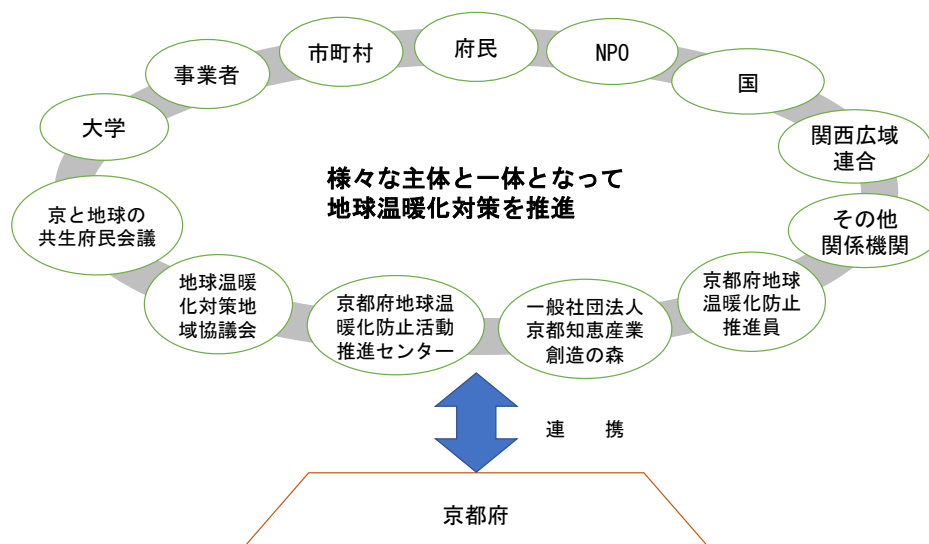 府民
市町村
NPO
事業者
国
大学
関西広域
連合
様々な主体と一体となって
地球温暖化対策を推進
京と地球の
共生府民会議
その他
関係機関
地球温暖
化対策地
域協議会
京都府地球温
暖化防止活動
推進センター
一般社団法人
京都知恵産業
創造の森
京都府地球
温暖化防止
推進員
連　携
京都府